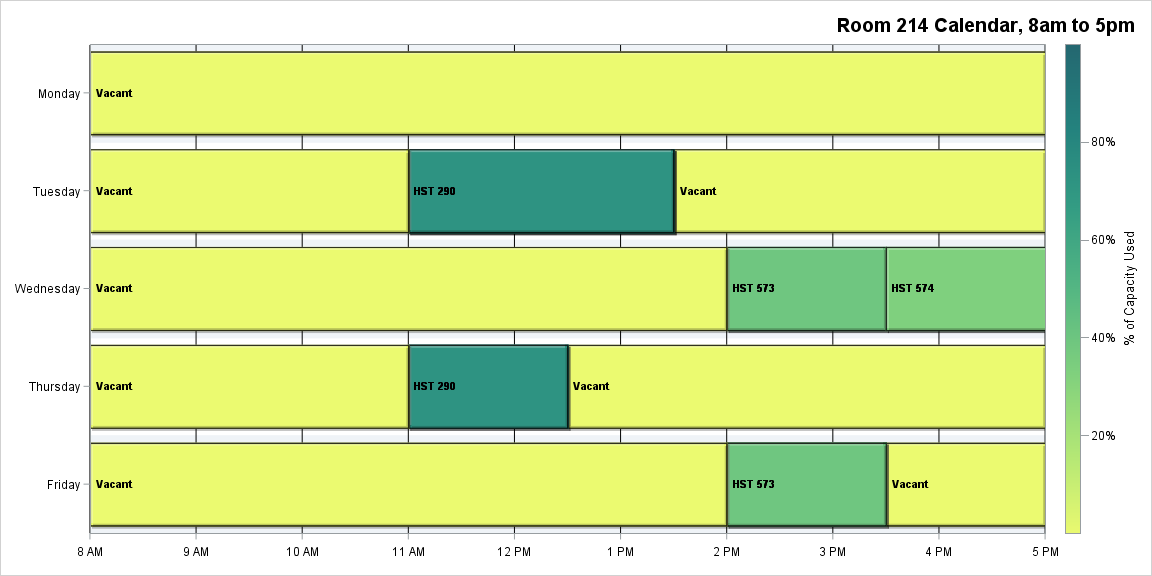 Room 214 Calendar, 8am to 5pm
Monday
Vacant
Tuesday
Vacant
HST 290
Vacant
Wednesday
Vacant
HST 573
HST 574
Thursday
Vacant
HST 290
Vacant
Friday
Vacant
HST 573
Vacant
8 AM
9 AM
10 AM
11 AM
12 PM
1 PM
2 PM
3 PM
4 PM
5 PM
80%
60%
40%
20%
% of Capacity Used